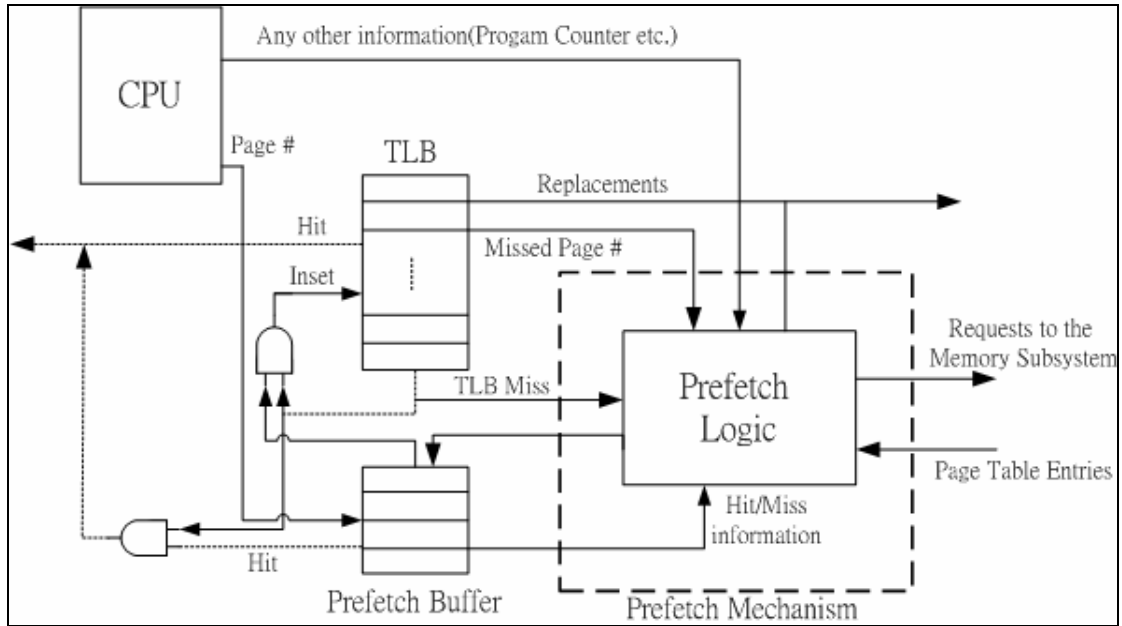 Any other information(Progam Counter etc.)
CPU
Page #
TLB
Replacements
Hit
Missed Page #
Inset
Requests to the
Memory Subsystem
TLB Miss
Prefetch
Logic
Page Table Entries
Hit/Miss
information
Hit
Prefetch Buffer
Prefetch Mechanism